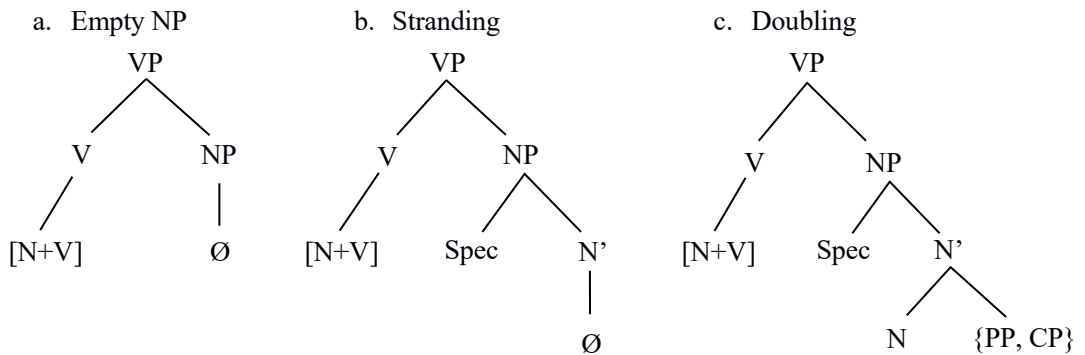 a. Empty NP b. Stranding c. Doubling
VP VP VP
V NP V NP V NP
[N+V] Ø [N+V] Spec N’ [N+V] Spec N’
Ø N {PP, CP}